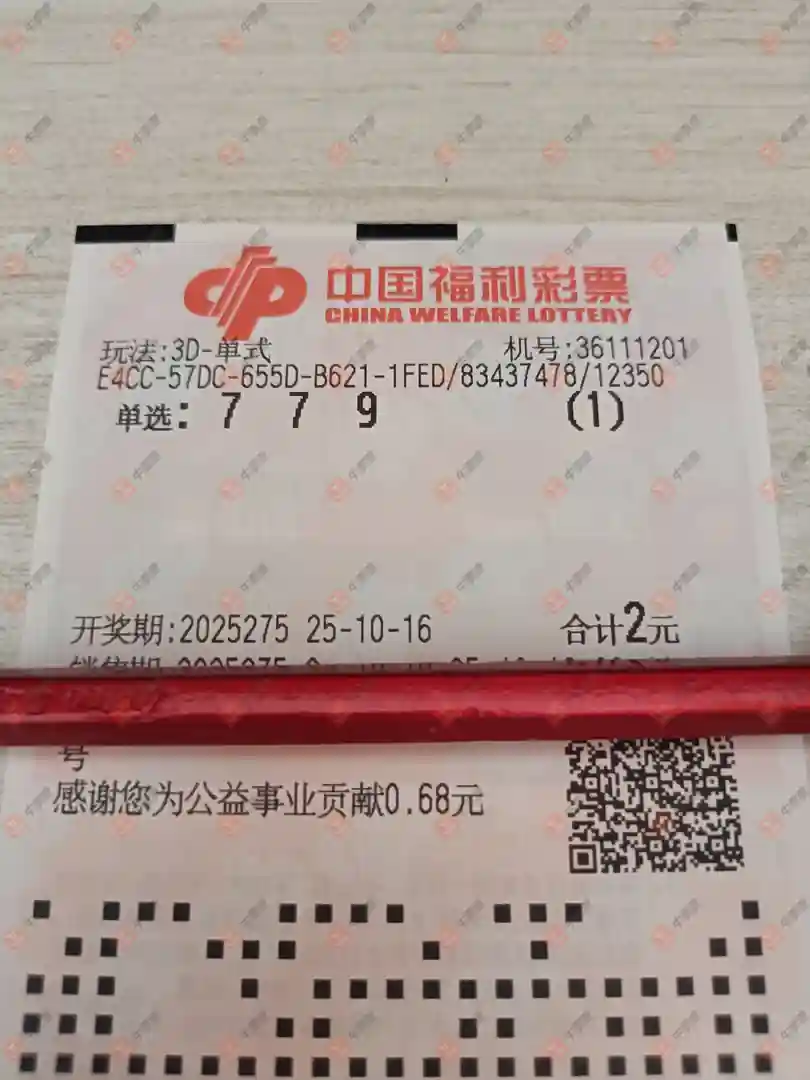 中国福利彩票
CHINA WELFARE LOTTERY
玩法:3D-单式 机号:36111201
E4CC-57DC-655D-B621-1FED/83437478/12350
单选: 7 7 9 (1)
开奖期:2025275 25-10-16 合计2元
号
感谢您为公益事业贡献0.68元